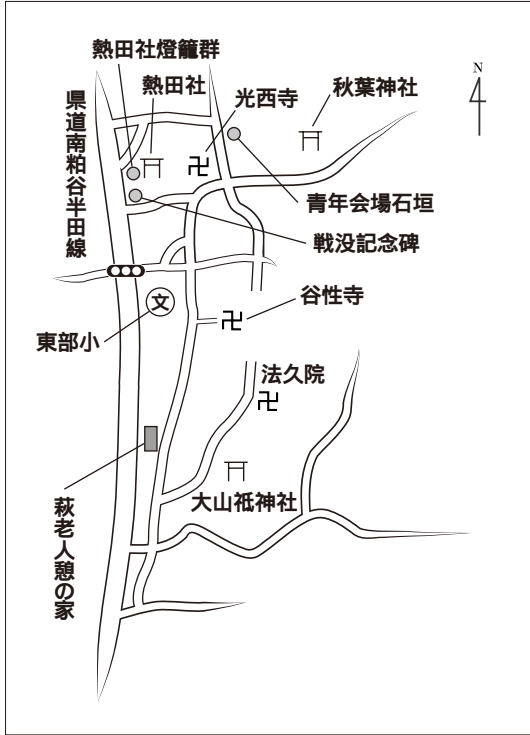 熱田社燈籠群
熱田社
光西寺
秋葉神社
N
県道南粕谷半田線
青年会場石垣
戦没記念碑
文
谷性寺
東部小
法久院
大山祇神社
萩老人憩の家